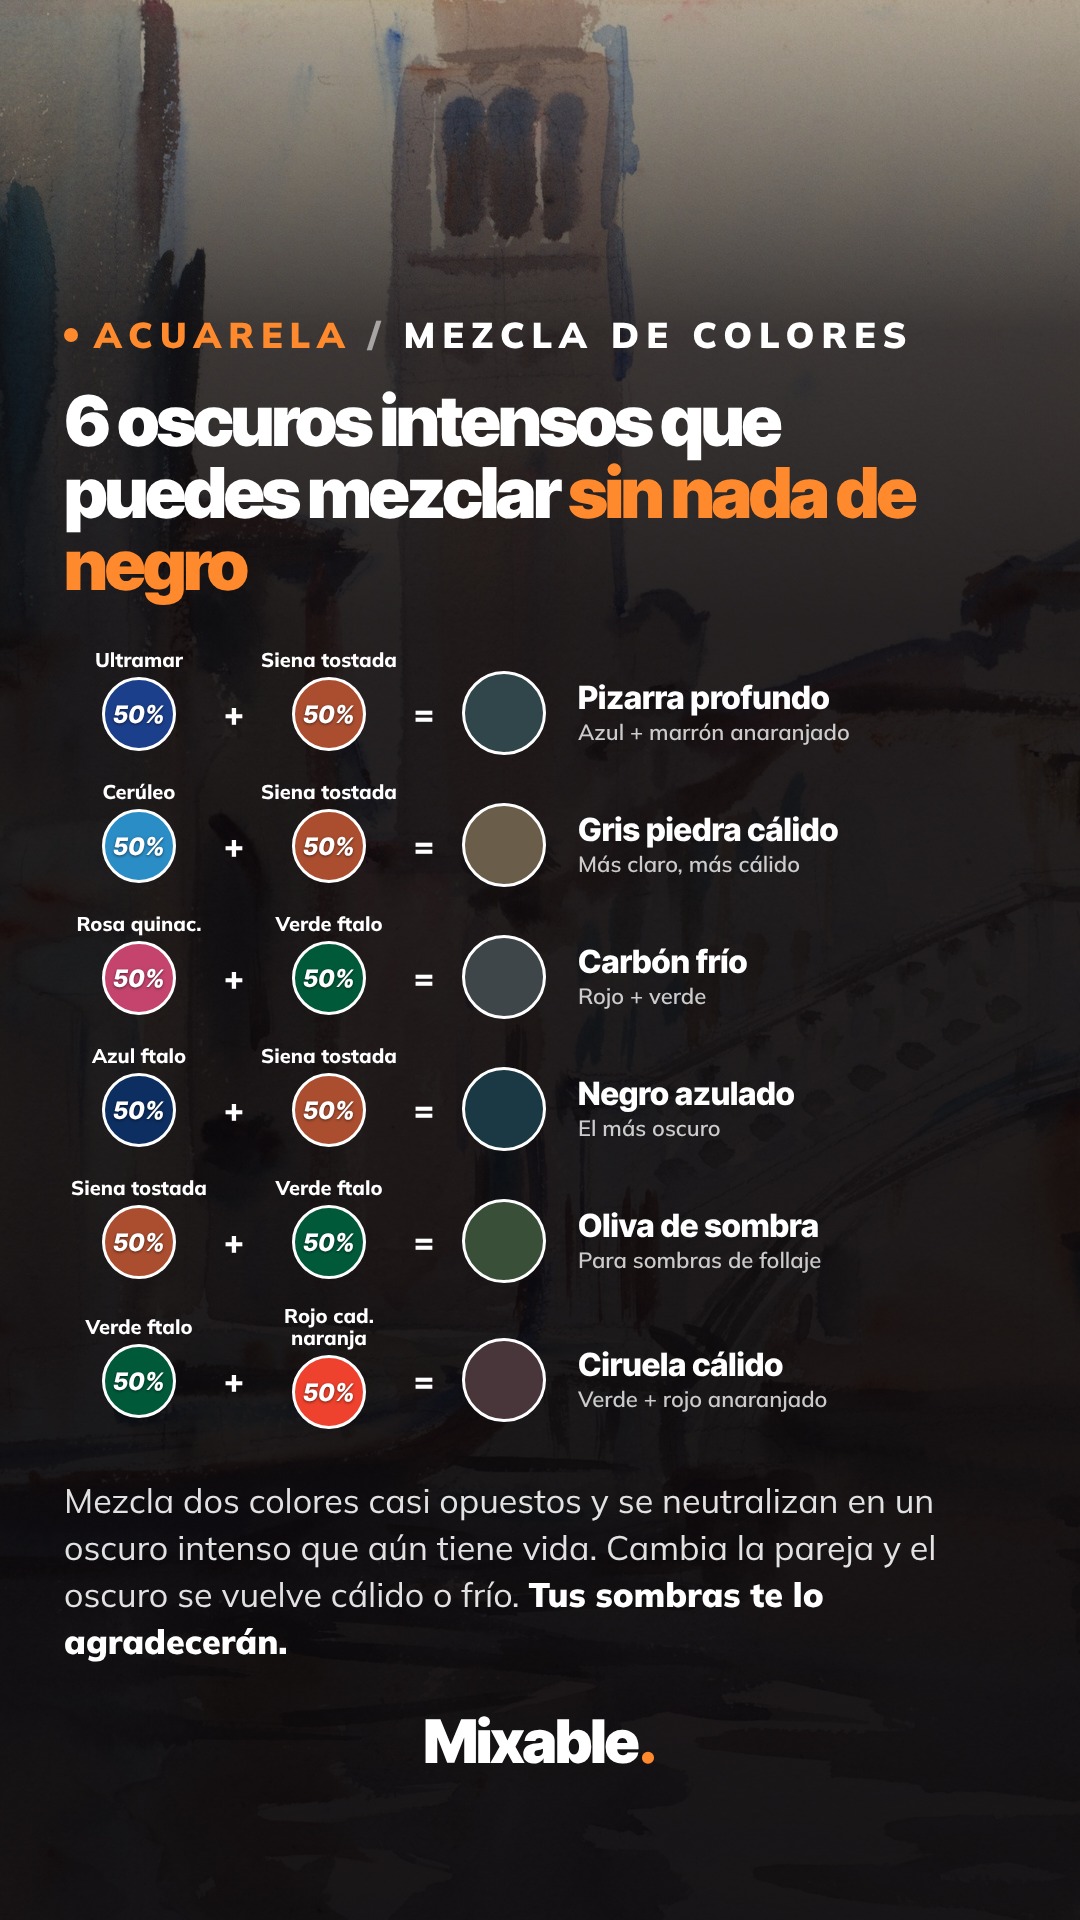 • ACUARELA / MEZCLA DE COLORES
6 oscuros intensos que
puedes mezclar sin nada de
negro
Ultramar
50%
+
Siena tostada
50%
=
Pizarra profundo
Azul + marrón anaranjado
Cerúleo
50%
+
Siena tostada
50%
=
Gris piedra cálido
Más claro, más cálido
Rosa quinac.
50%
+
Verde ftalo
50%
=
Carbón frío
Rojo + verde
Azul ftalo
50%
+
Siena tostada
50%
=
Negro azulado
El más oscuro
Siena tostada
50%
+
Verde ftalo
50%
=
Oliva de sombra
Para sombras de follaje
Verde ftalo
50%
+
Rojo cad.
naranja
50%
=
Ciruela cálido
Verde + rojo anaranjado
Mezcla dos colores casi opuestos y se neutralizan en un
oscuro intenso que aún tiene vida. Cambia la pareja y el
oscuro se vuelve cálido o frío. Tus sombras te lo
agradecerán.
Mixable.